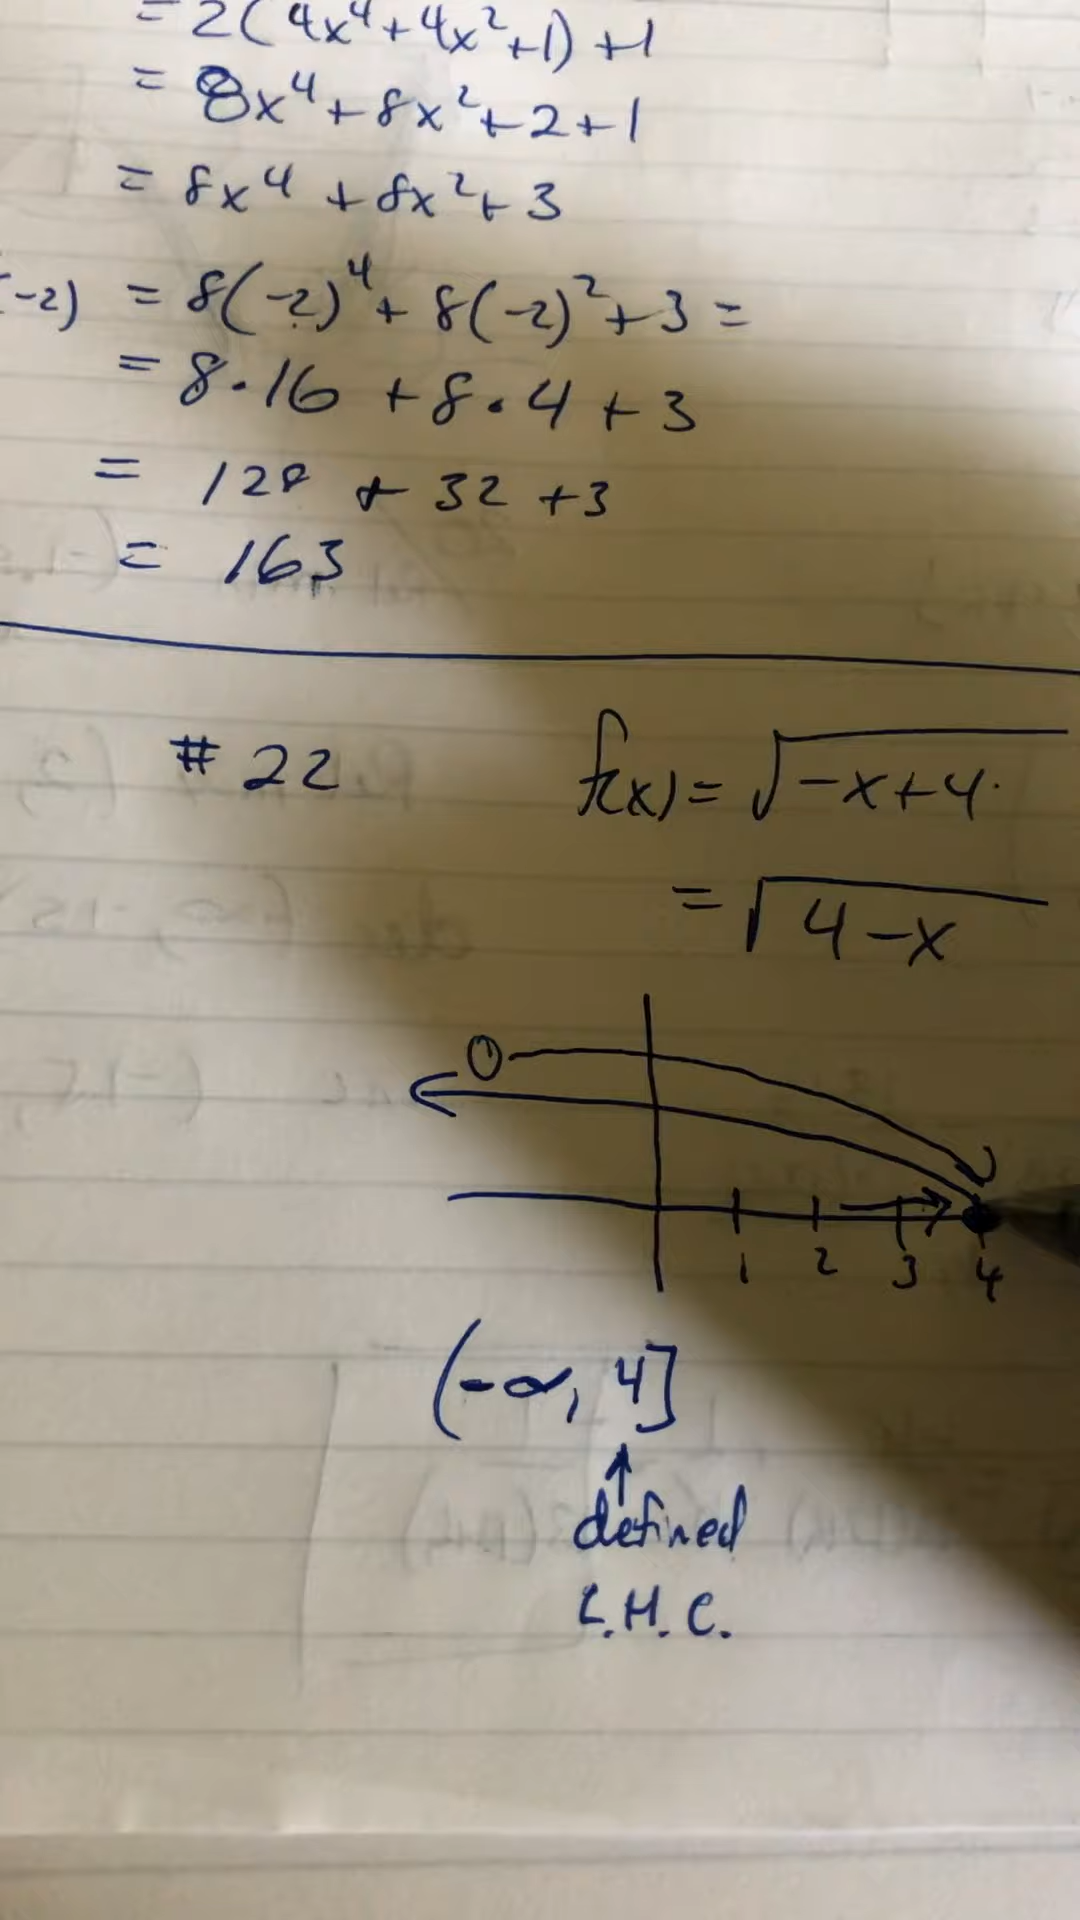 = 2(4x⁴+4x²+1)+1
= 8x⁴+8x²+2+1
= 8x⁴+8x²+3
(-2) = 8(-2)⁴+8(-2)²+3=
= 8·16+8·4+3
= 128+32+3
= 163
#22 f(x)=√-x+4
=√4-x
1 2 3 4
(-∞, 4]
↑
defined
L.H.C.